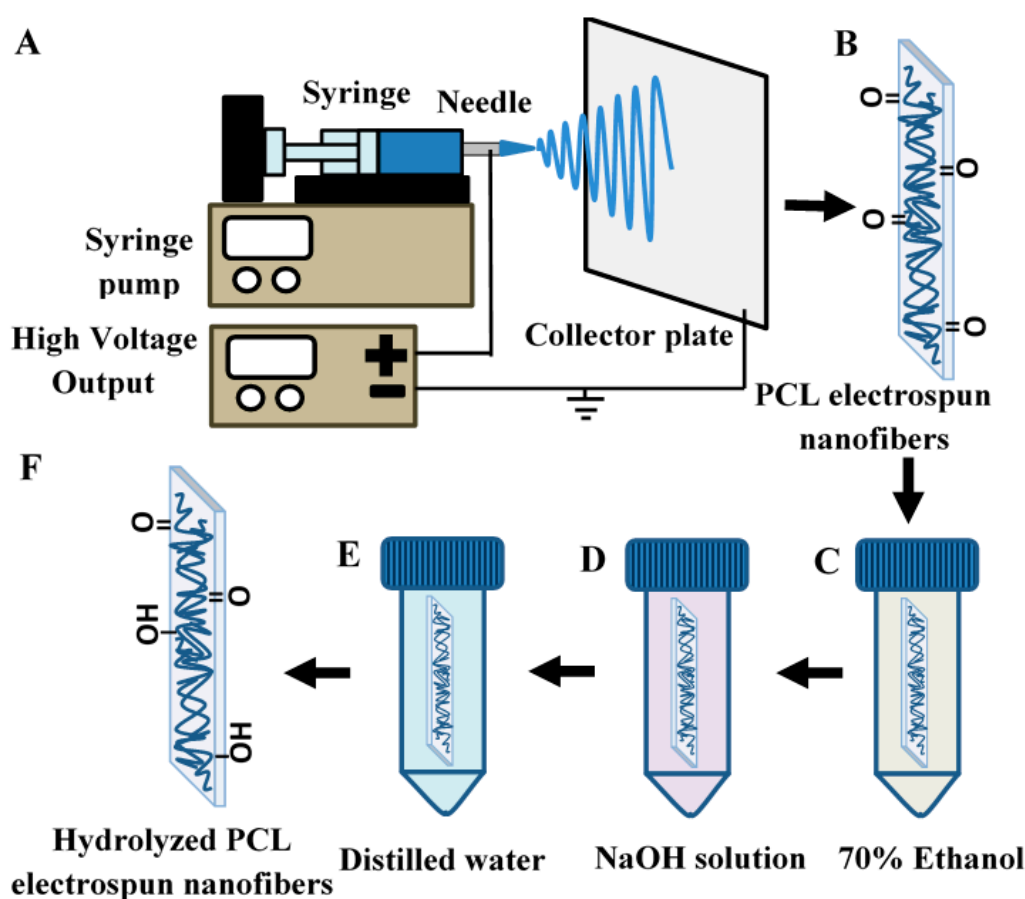 A
Syringe
Needle
Syringe
pump
High Voltage
Output
Collector plate
B
O
O
O
O
PCL electrospun
nanofibers
C
70% Ethanol
D
NaOH solution
E
Distilled water
F
O
O
HO
HO
Hydrolyzed PCL
electrospun nanofibers